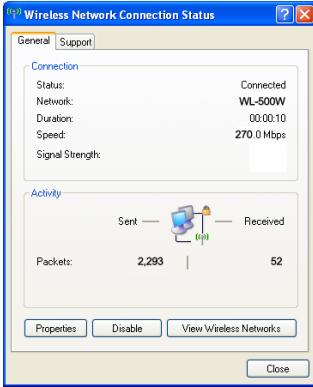 Wireless Network Connection Status
General Support
Connection
Status: Connected
Network: WL-500W
Duration: 00:00:10
Speed: 270.0 Mbps
Signal Strength:
Activity
Sent Received
Packets: 2,293 52
Properties Disable View Wireless Networks
Close